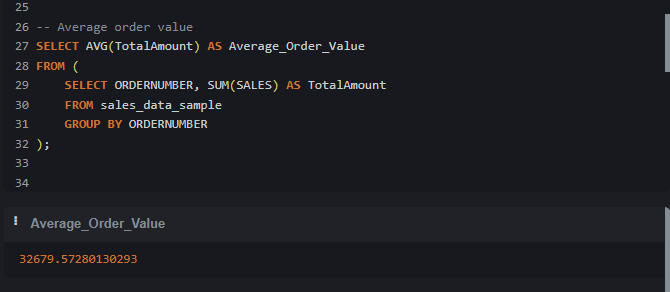 25
26 -- Average order value
27 SELECT AVG(TotalAmount) AS Average_Order_Value
28 FROM (
29     SELECT ORDERNUMBER, SUM(SALES) AS TotalAmount
30     FROM sales_data_sample
31     GROUP BY ORDERNUMBER
32 );
33
34
Average_Order_Value
32679.57280130293